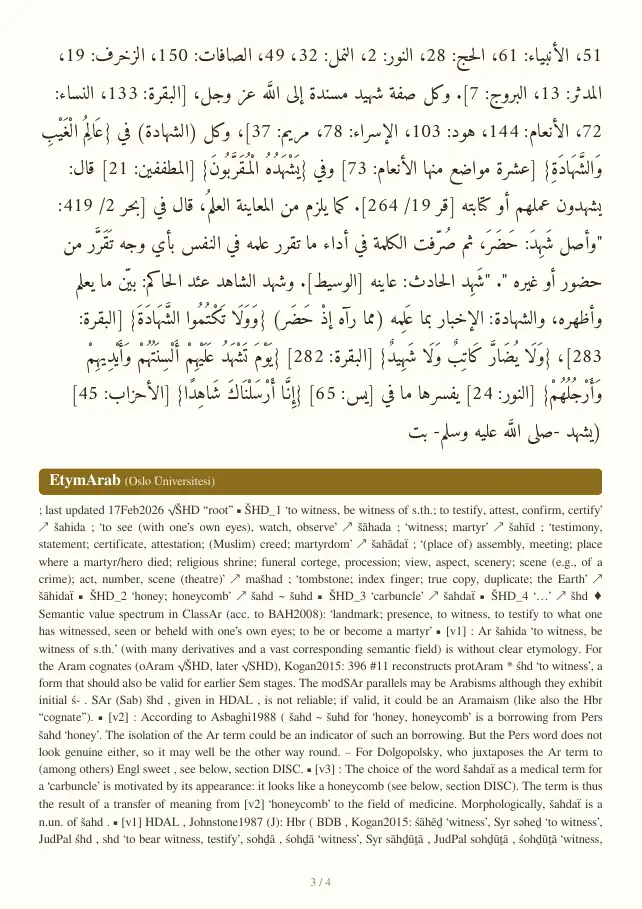 51، الأنبياء: 61، الحج: 28، النور: 2، النمل: 32، 49، الصافات: 150، الزخرف: 19،
المدثر: 13، البروج: 7]. وكل صفة شهيد مسندة إلى اللَّه عز وجل، [البقرة: 133، النساء:
72، الأنعام: 144، هود: 103، الإسراء: 78، مريم: 37]، وكل (الشهادة) في {عَالِمُ الْغَيْبِ
وَالشَّهَادَةِ} [عشرة مواضع منها الأنعام: 73] وفي {يَشْهَدُهُ الْمُقَرَّبُونَ} [المطففين: 21] قال:
يشهدون عملهم أو كتابته [قر 19/ 264]. كما يلزم من المعاينة العلمُ، قال في [بحر 2/ 419:
"وأصل شَهِدَ: حَضَرَ، ثم صُرِّفت الكلمة في أداء ما تقرر علمه في النفس بأي وجه تَقَرَّر من
حضور أو غيره ". "شَهِد الحادث: عاينه [الوسيط]. وشهد الشاهد عند الحاكم: بيّن ما يعلم
وأظهره، والشهادة: الإخبار بما عَلِمه (مما رآه إذْ حَضَر) {وَوَلَا تَكْتُمُوا الشَّهَادَةَ} [البقرة:
283]، {وَلَا يُضَارَّ كَاتِبٌ وَلَا شَهِيدٌ} [البقرة: 282] {يَوْمَ تَشْهَدُ عَلَيْهِمْ أَلْسِنَتُهُمْ وَأَيْدِيهِمْ
وَأَرْجُلُهُمْ} [النور: 24] يفسرها ما في [يس: 65] {إِنَّا أَرْسَلْنَاكَ شَاهِدًا} [الأحزاب: 45]
(يشهد -صلى اللَّه عليه وسلم- بت
EtymArab (Oslo Üniversitesi)
; last updated 17Feb2026 √ŠHD “root” ▪ ŠHD_1 ‘to witness, be witness of s.th.; to testify, attest, confirm, certify’
↗ šahida ; ‘to see (with one’s own eyes), watch, observe’ ↗ šāhada ; ‘witness; martyr’ ↗ šahīd ; ‘testimony,
statement; certificate, attestation; (Muslim) creed; martyrdom’ ↗ šahādaẗ ; ‘(place of) assembly, meeting; place
where a martyr/hero died; religious shrine; funeral cortege, procession; view, aspect, scenery; scene (e.g., of a
crime); act, number, scene (theatre)’ ↗ mašhad ; ‘tombstone; index finger; true copy, duplicate; the Earth’ ↗
šāhidaẗ ▪ ŠHD_2 ‘honey; honeycomb’ ↗ šahd ~ šuhd ▪ ŠHD_3 ‘carbuncle’ ↗ šahdaẗ ▪ ŠHD_4 ‘…’ ↗ šhd ♦
Semantic value spectrum in ClassAr (acc. to BAH2008): ‘landmark; presence, to witness, to testify to what one
has witnessed, seen or beheld with one’s own eyes; to be or become a martyr’ ▪ [v1] : Ar šahida ‘to witness, be
witness of s.th.’ (with many derivatives and a vast corresponding semantic field) is without clear etymology. For
the Aram cognates (oAram √ŚHD, later √SHD), Kogan2015: 396 #11 reconstructs protAram * śhd ‘to witness’, a
form that should also be valid for earlier Sem stages. The modSAr parallels may be Arabisms although they exhibit
initial ś- . SAr (Sab) s̆hd , given in HDAL , is not reliable; if valid, it could be an Aramaism (like also the Hbr
“cognate”). ▪ [v2] : According to Asbaghi1988 ( šahd ~ šuhd for ‘honey, honeycomb’ is a borrowing from Pers
šahd ‘honey’. The isolation of the Ar term could be an indicator of such an borrowing. But the Pers word does not
look genuine either, so it may well be the other way round. – For Dolgopolsky, who juxtaposes the Ar term to
(among others) Engl sweet , see below, section DISC. ▪ [v3] : The choice of the word šahdaẗ as a medical term for
a ‘carbuncle’ is motivated by its appearance: it looks like a honeycomb (see below, section DISC). The term is thus
the result of a transfer of meaning from [v2] ‘honeycomb’ to the field of medicine. Morphologically, šahdaẗ is a
n.un. of šahd . ▪ [v1] HDAL , Johnstone1987 (J): Hbr ( BDB , Kogan2015: śāhēḏ ‘witness’, Syr səheḏ ‘to witness’,
JudPal śhd , shd ‘to bear witness, testify’, sohḏā , śohḏā ‘witness’, Syr sāhḏūṯā , JudPal sohḏūṯā , śohḏūṯā ‘witness,
3 / 4